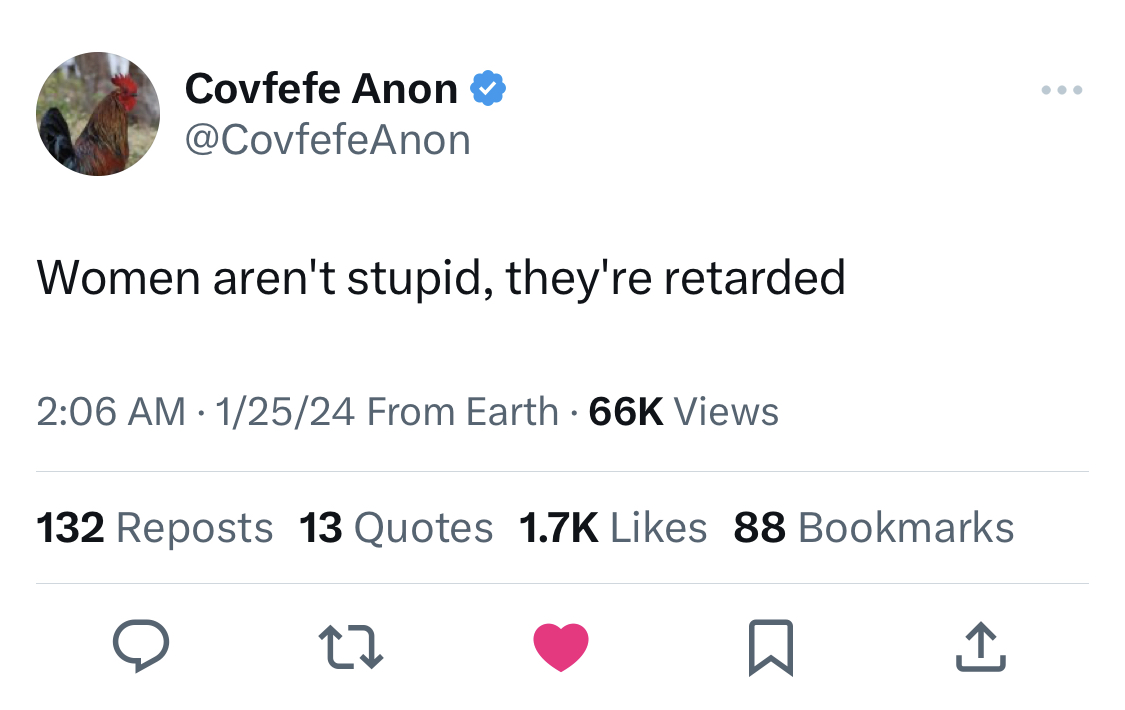 Covfefe Anon
@CovfefeAnon
Women aren't stupid, they're retarded
2:06 AM · 1/25/24 From Earth · 66K Views
132 Reposts 13 Quotes 1.7K Likes 88 Bookmarks